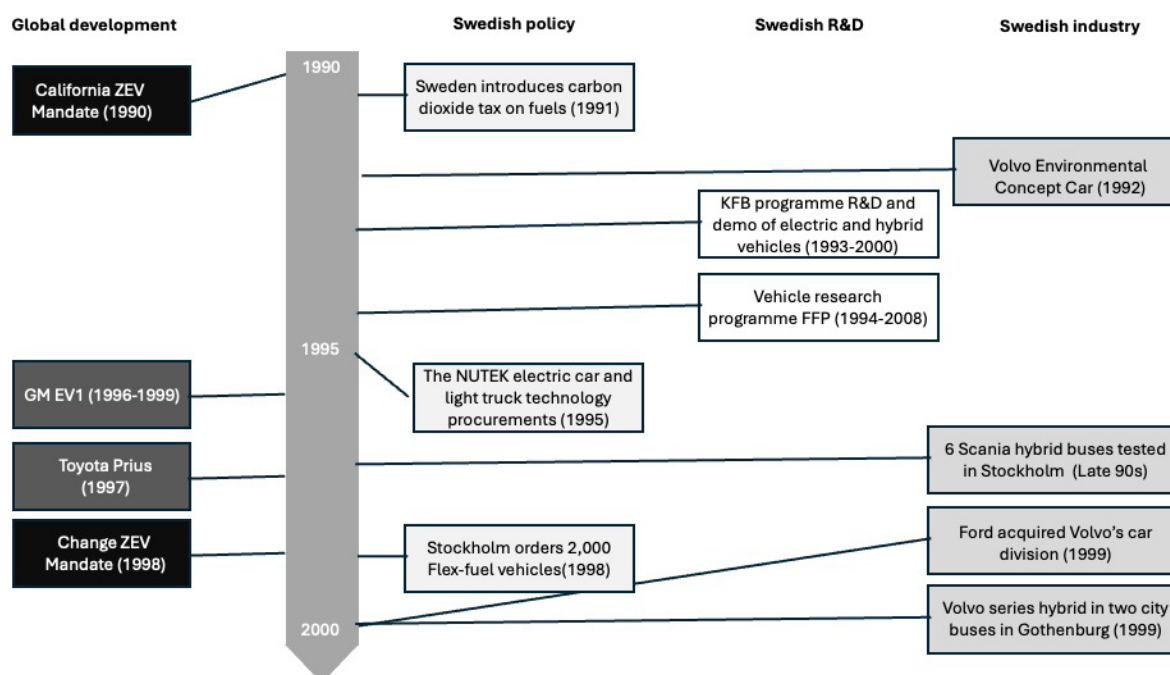 Global development
Swedish policy
Swedish R&D
Swedish industry
1990
California ZEV
Mandate (1990)
Sweden introduces carbon
dioxide tax on fuels (1991)
Volvo Environmental
Concept Car (1992)
KFB programme R&D and
demo of electric and hybrid
vehicles (1993-2000)
Vehicle research
programme FFP (1994-2008)
1995
The NUTEK electric car and
light truck technology
procurements (1995)
GM EV1 (1996-1999)
6 Scania hybrid buses tested
in Stockholm (Late 90s)
Toyota Prius
(1997)
Change ZEV
Mandate (1998)
Stockholm orders 2,000
Flex-fuel vehicles(1998)
Ford acquired Volvo's car
division (1999)
Volvo series hybrid in two city
buses in Gothenburg (1999)
2000